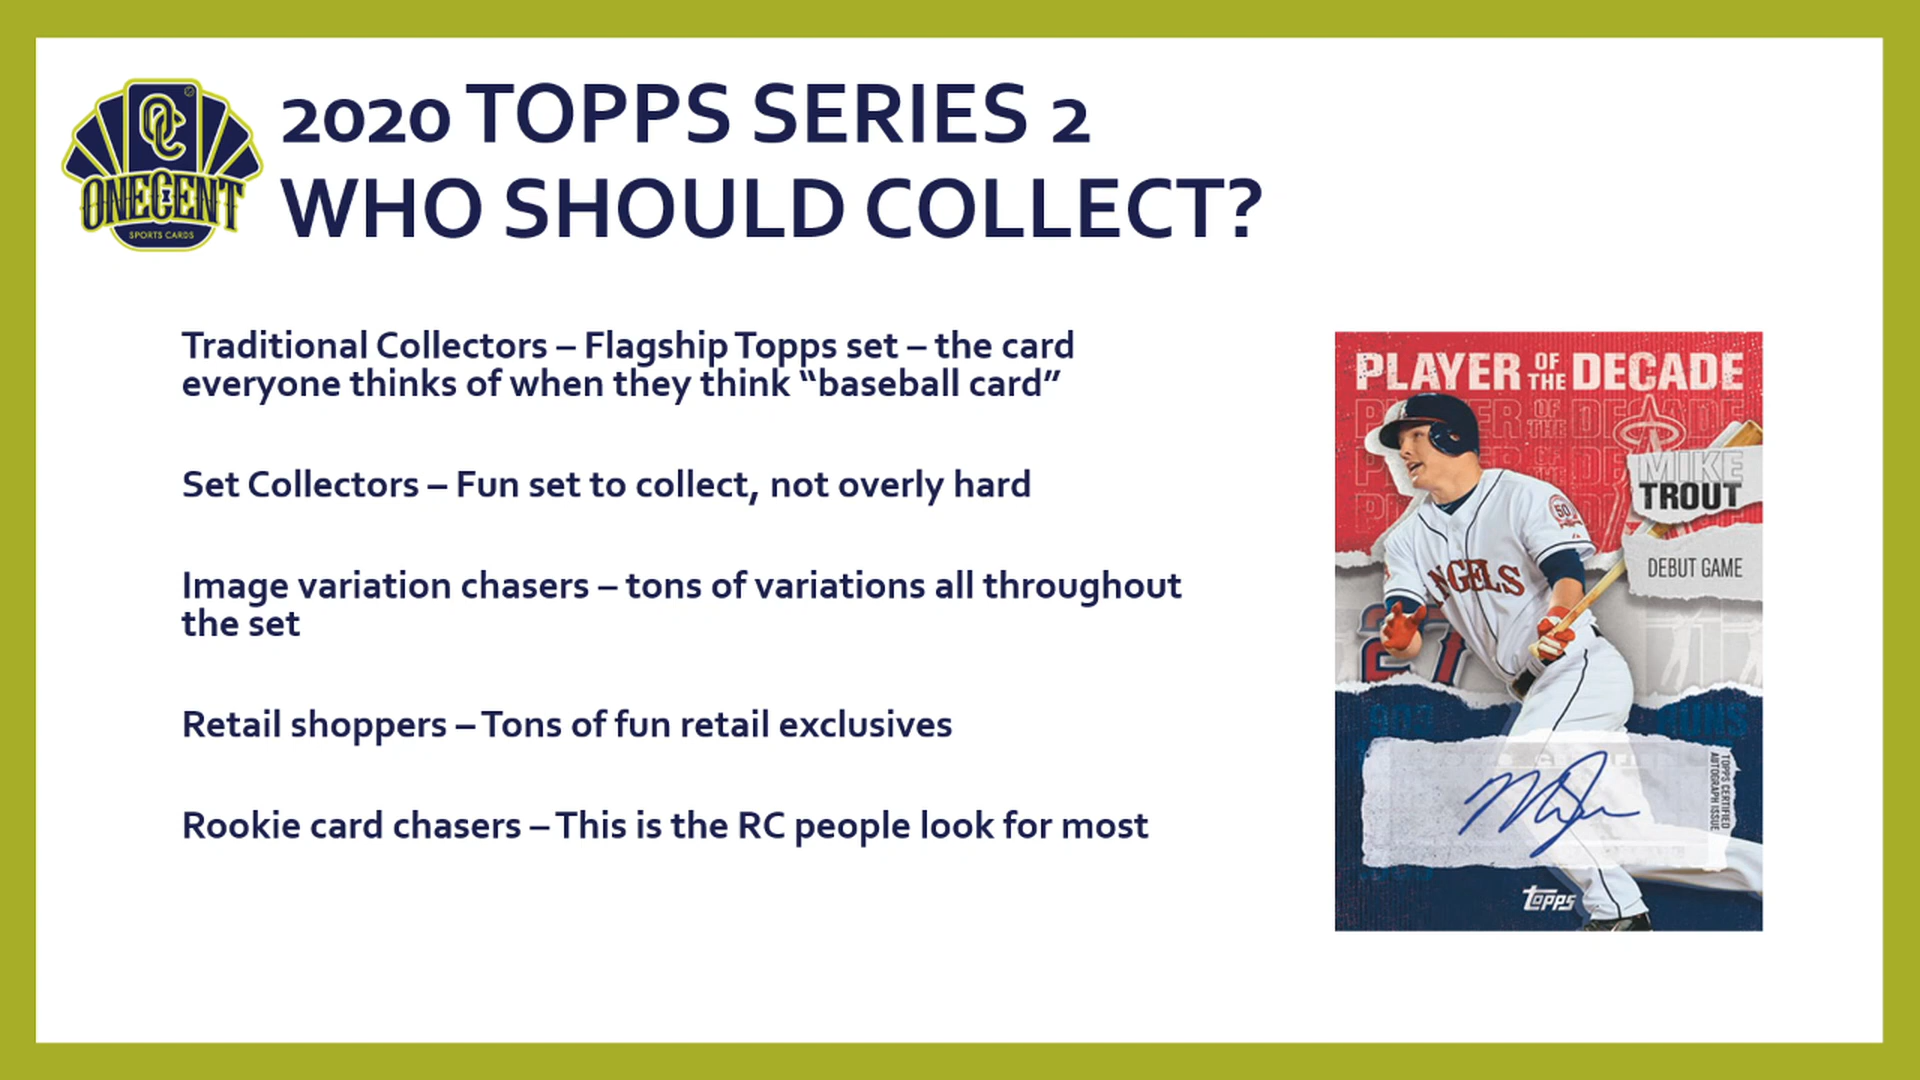 2020 TOPPS SERIES 2
WHO SHOULD COLLECT?
OC
ONECENT
SPORTS CARDS
Traditional Collectors – Flagship Topps set – the card
everyone thinks of when they think “baseball card”
Set Collectors – Fun set to collect, not overly hard
Image variation chasers – tons of variations all throughout
the set
Retail shoppers – Tons of fun retail exclusives
Rookie card chasers – This is the RC people look for most
PLAYER OF THE DECADE
MIKE
TROUT
DEBUT GAME
50
ANGELS
27
RUNS
TOPPS CERTIFIED
AUTOGRAPH ISSUE
topps